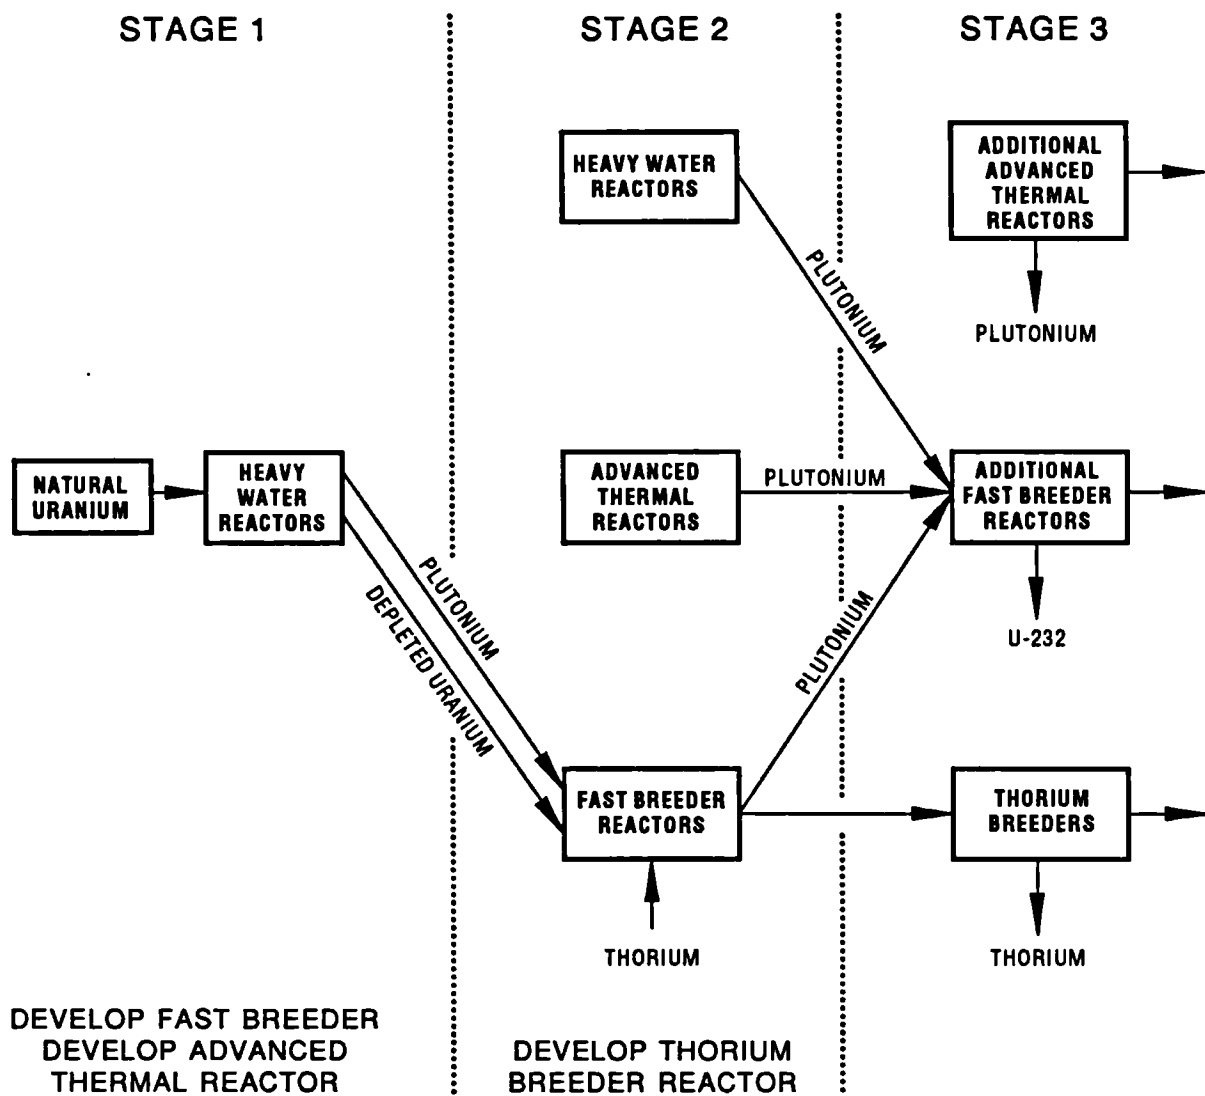 STAGE 1
STAGE 2
STAGE 3
HEAVY WATER
REACTORS
ADDITIONAL
ADVANCED
THERMAL
REACTORS
PLUTONIUM
PLUTONIUM
NATURAL
URANIUM
HEAVY
WATER
REACTORS
ADVANCED
THERMAL
REACTORS
PLUTONIUM
ADDITIONAL
FAST BREEDER
REACTORS
PLUTONIUM
DEPLETED URANIUM
PLUTONIUM
U-232
FAST BREEDER
REACTORS
THORIUM
BREEDERS
THORIUM
THORIUM
DEVELOP FAST BREEDER
DEVELOP ADVANCED
THERMAL REACTOR
DEVELOP THORIUM
BREEDER REACTOR